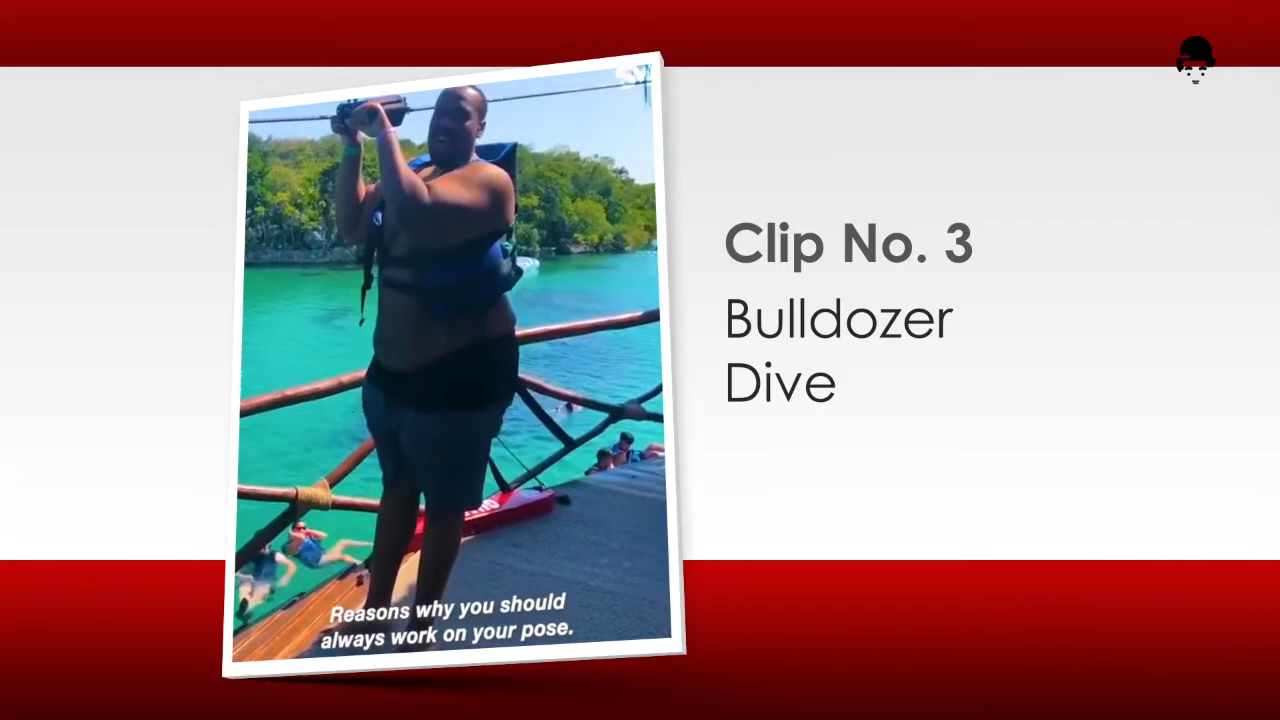 Clip No. 3
Bulldozer
Dive
Reasons why you should
always work on your pose.